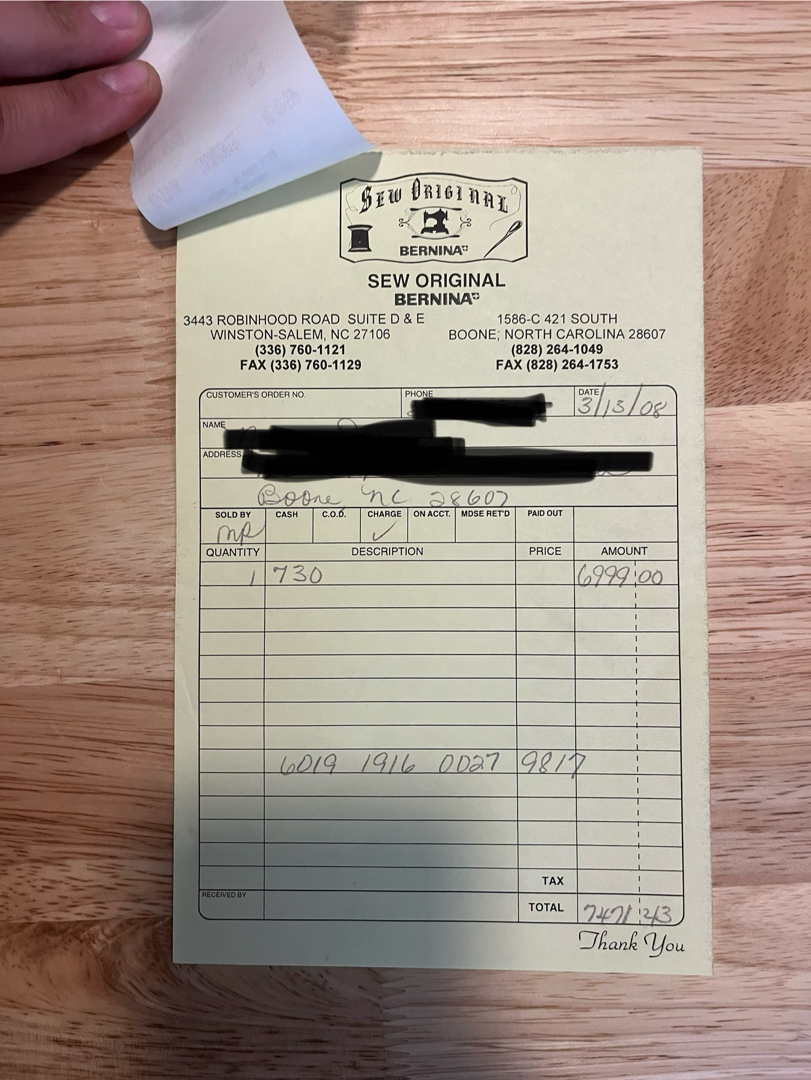 SEW ORIGINAL
BERNINA
SEW ORIGINAL
BERNINA
3443 ROBINHOOD ROAD SUITE D & E
WINSTON-SALEM, NC 27106
(336) 760-1121
FAX (336) 760-1129
1586-C 421 SOUTH
BOONE; NORTH CAROLINA 28607
(828) 264-1049
FAX (828) 264-1753
CUSTOMER'S ORDER NO. PHONE DATE 3/13/08
NAME
ADDRESS
Boone, NC 28607
SOLD BY CASH C.O.D. CHARGE ON ACCT. MDSE RET'D PAID OUT
MR ✓
QUANTITY DESCRIPTION PRICE AMOUNT
1 730 6999 00
6019 1916 0027 9817
TAX
RECEIVED BY TOTAL 7471 43
Thank You